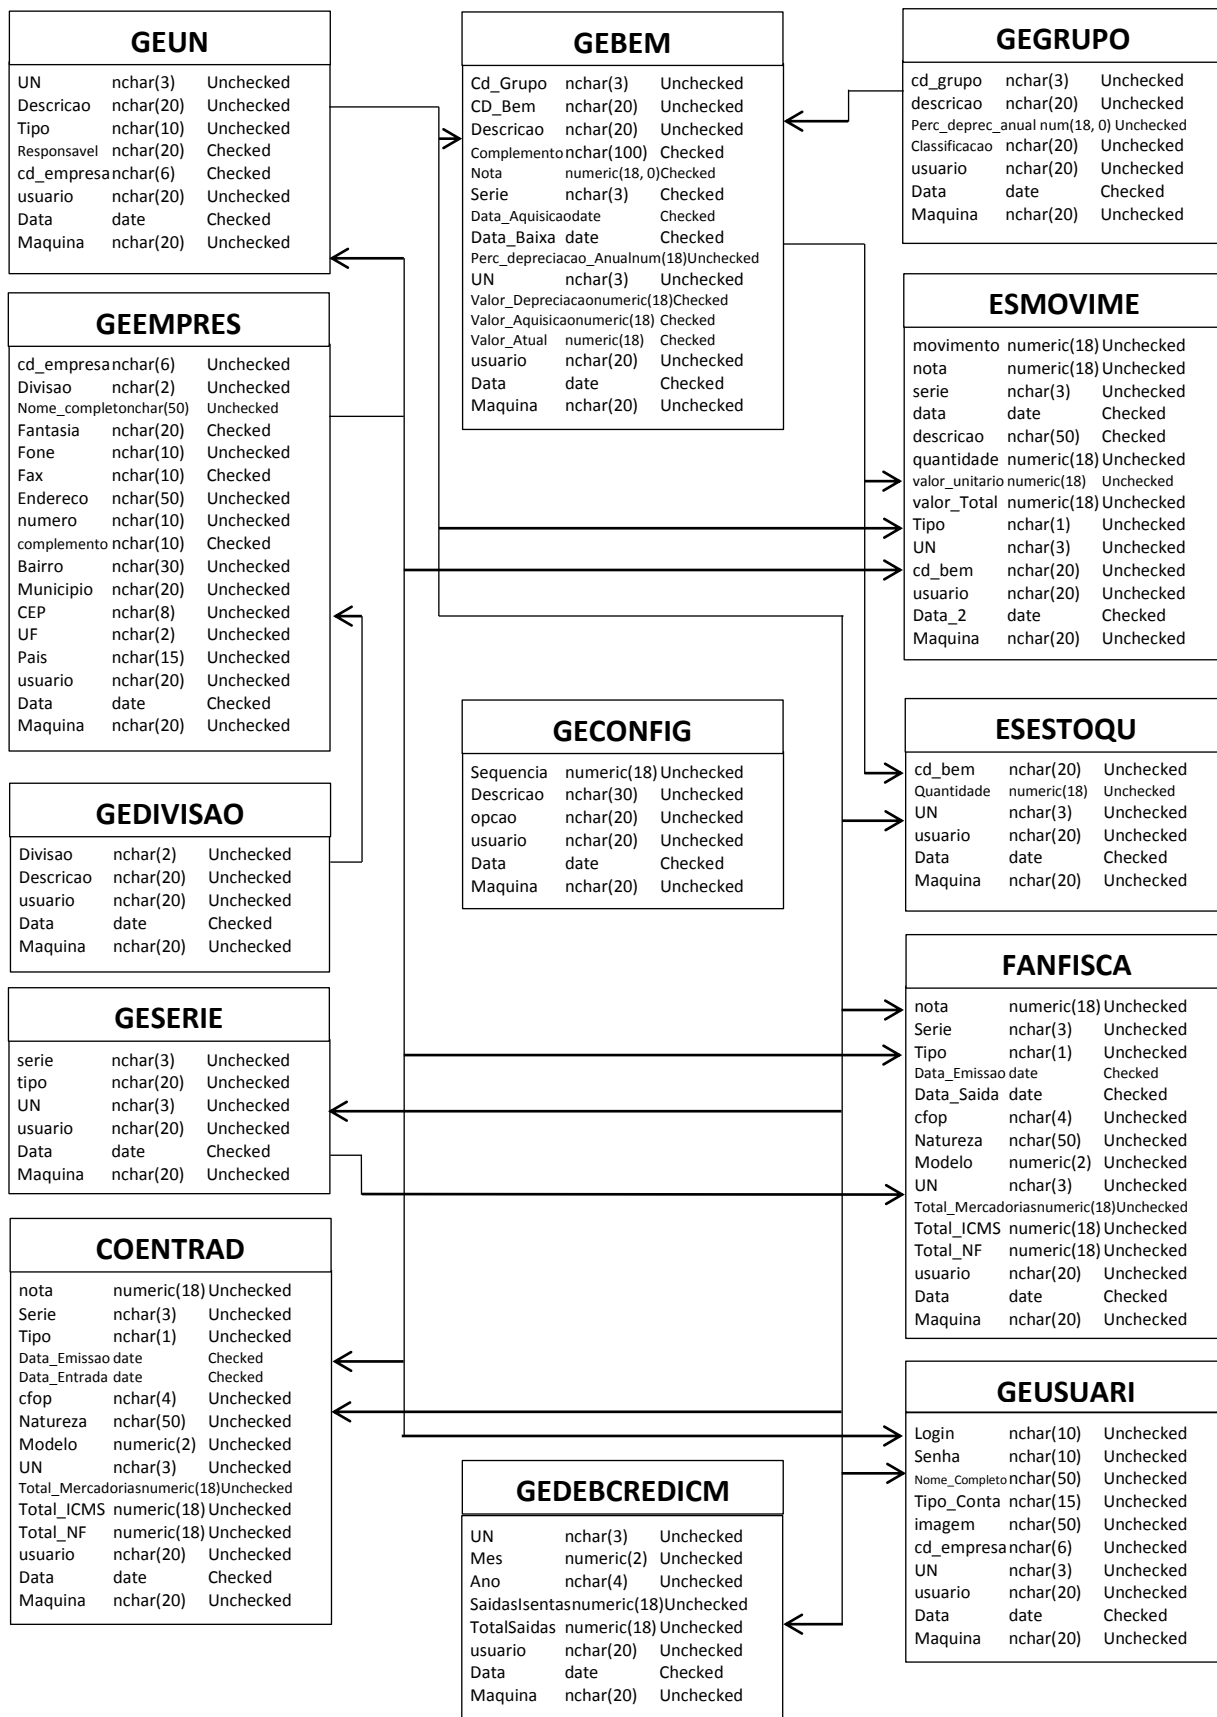 GEUN
UN nchar(3) Unchecked
Descricao nchar(20) Unchecked
Tipo nchar(10) Unchecked
Responsavel nchar(20) Checked
cd_empresa nchar(6) Checked
usuario nchar(20) Unchecked
Data date Checked
Maquina nchar(20) Unchecked
GEEMPRES
cd_empresa nchar(6) Unchecked
Divisao nchar(2) Unchecked
Nome_completonchar(50) Unchecked
Fantasia nchar(20) Checked
Fone nchar(10) Unchecked
Fax nchar(10) Checked
Endereco nchar(50) Unchecked
numero nchar(10) Unchecked
complemento nchar(10) Checked
Bairro nchar(30) Unchecked
Municipio nchar(20) Unchecked
CEP nchar(8) Unchecked
UF nchar(2) Unchecked
Pais nchar(15) Unchecked
usuario nchar(20) Unchecked
Data date Checked
Maquina nchar(20) Unchecked
GEDIVISAO
Divisao nchar(2) Unchecked
Descricao nchar(20) Unchecked
usuario nchar(20) Unchecked
Data date Checked
Maquina nchar(20) Unchecked
GESERIE
serie nchar(3) Unchecked
tipo nchar(20) Unchecked
UN nchar(3) Unchecked
usuario nchar(20) Unchecked
Data date Checked
Maquina nchar(20) Unchecked
COENTRAD
nota numeric(18) Unchecked
Serie nchar(3) Unchecked
Tipo nchar(1) Unchecked
Data_Emissao date Checked
Data_Entrada date Checked
cfop nchar(4) Unchecked
Natureza nchar(50) Unchecked
Modelo numeric(2) Unchecked
UN nchar(3) Unchecked
Total_Mercadoriasnumeric(18)Unchecked
Total_ICMS numeric(18) Unchecked
Total_NF numeric(18) Unchecked
usuario nchar(20) Unchecked
Data date Checked
Maquina nchar(20) Unchecked
GEBEM
Cd_Grupo nchar(3) Unchecked
CD_Bem nchar(20) Unchecked
Descricao nchar(20) Unchecked
Complemento nchar(100) Checked
Nota numeric(18, 0)Checked
Serie nchar(3) Checked
Data_Aquisicaodate Checked
Data_Baixa date Checked
Perc_depreciacao_Anualnum(18)Unchecked
UN nchar(3) Unchecked
Valor_Depreciacaonumeric(18)Checked
Valor_Aquisicaonumeric(18) Checked
Valor_Atual numeric(18) Checked
usuario nchar(20) Unchecked
Data date Checked
Maquina nchar(20) Unchecked
GECONFIG
Sequencia numeric(18) Unchecked
Descricao nchar(30) Unchecked
opcao nchar(20) Unchecked
usuario nchar(20) Unchecked
Data date Checked
Maquina nchar(20) Unchecked
GEDEBCREDICM
UN nchar(3) Unchecked
Mes numeric(2) Unchecked
Ano nchar(4) Unchecked
SaidasIsentasnumeric(18)Unchecked
TotalSaidas numeric(18) Unchecked
usuario nchar(20) Unchecked
Data date Checked
Maquina nchar(20) Unchecked
GEGRUPO
cd_grupo nchar(3) Unchecked
descricao nchar(20) Unchecked
Perc_deprec_anual num(18, 0) Unchecked
Classificacao nchar(20) Unchecked
usuario nchar(20) Unchecked
Data date Checked
Maquina nchar(20) Unchecked
ESMOVIME
movimento numeric(18) Unchecked
nota numeric(18) Unchecked
serie nchar(3) Unchecked
data date Checked
descricao nchar(50) Checked
quantidade numeric(18) Unchecked
valor_unitario numeric(18) Unchecked
valor_Total numeric(18) Unchecked
Tipo nchar(1) Unchecked
UN nchar(3) Unchecked
cd_bem nchar(20) Unchecked
usuario nchar(20) Unchecked
Data_2 date Checked
Maquina nchar(20) Unchecked
ESESTOQU
cd_bem nchar(20) Unchecked
Quantidade numeric(18) Unchecked
UN nchar(3) Unchecked
usuario nchar(20) Unchecked
Data date Checked
Maquina nchar(20) Unchecked
FANFISCA
nota numeric(18) Unchecked
Serie nchar(3) Unchecked
Tipo nchar(1) Unchecked
Data_Emissao date Checked
Data_Saida date Checked
cfop nchar(4) Unchecked
Natureza nchar(50) Unchecked
Modelo numeric(2) Unchecked
UN nchar(3) Unchecked
Total_Mercadoriasnumeric(18)Unchecked
Total_ICMS numeric(18) Unchecked
Total_NF numeric(18) Unchecked
usuario nchar(20) Unchecked
Data date Checked
Maquina nchar(20) Unchecked
GEUSUARI
Login nchar(10) Unchecked
Senha nchar(10) Unchecked
Nome_Completo nchar(50) Unchecked
Tipo_Conta nchar(15) Unchecked
imagem nchar(50) Unchecked
cd_empresa nchar(6) Unchecked
UN nchar(3) Unchecked
usuario nchar(20) Unchecked
Data date Checked
Maquina nchar(20) Unchecked